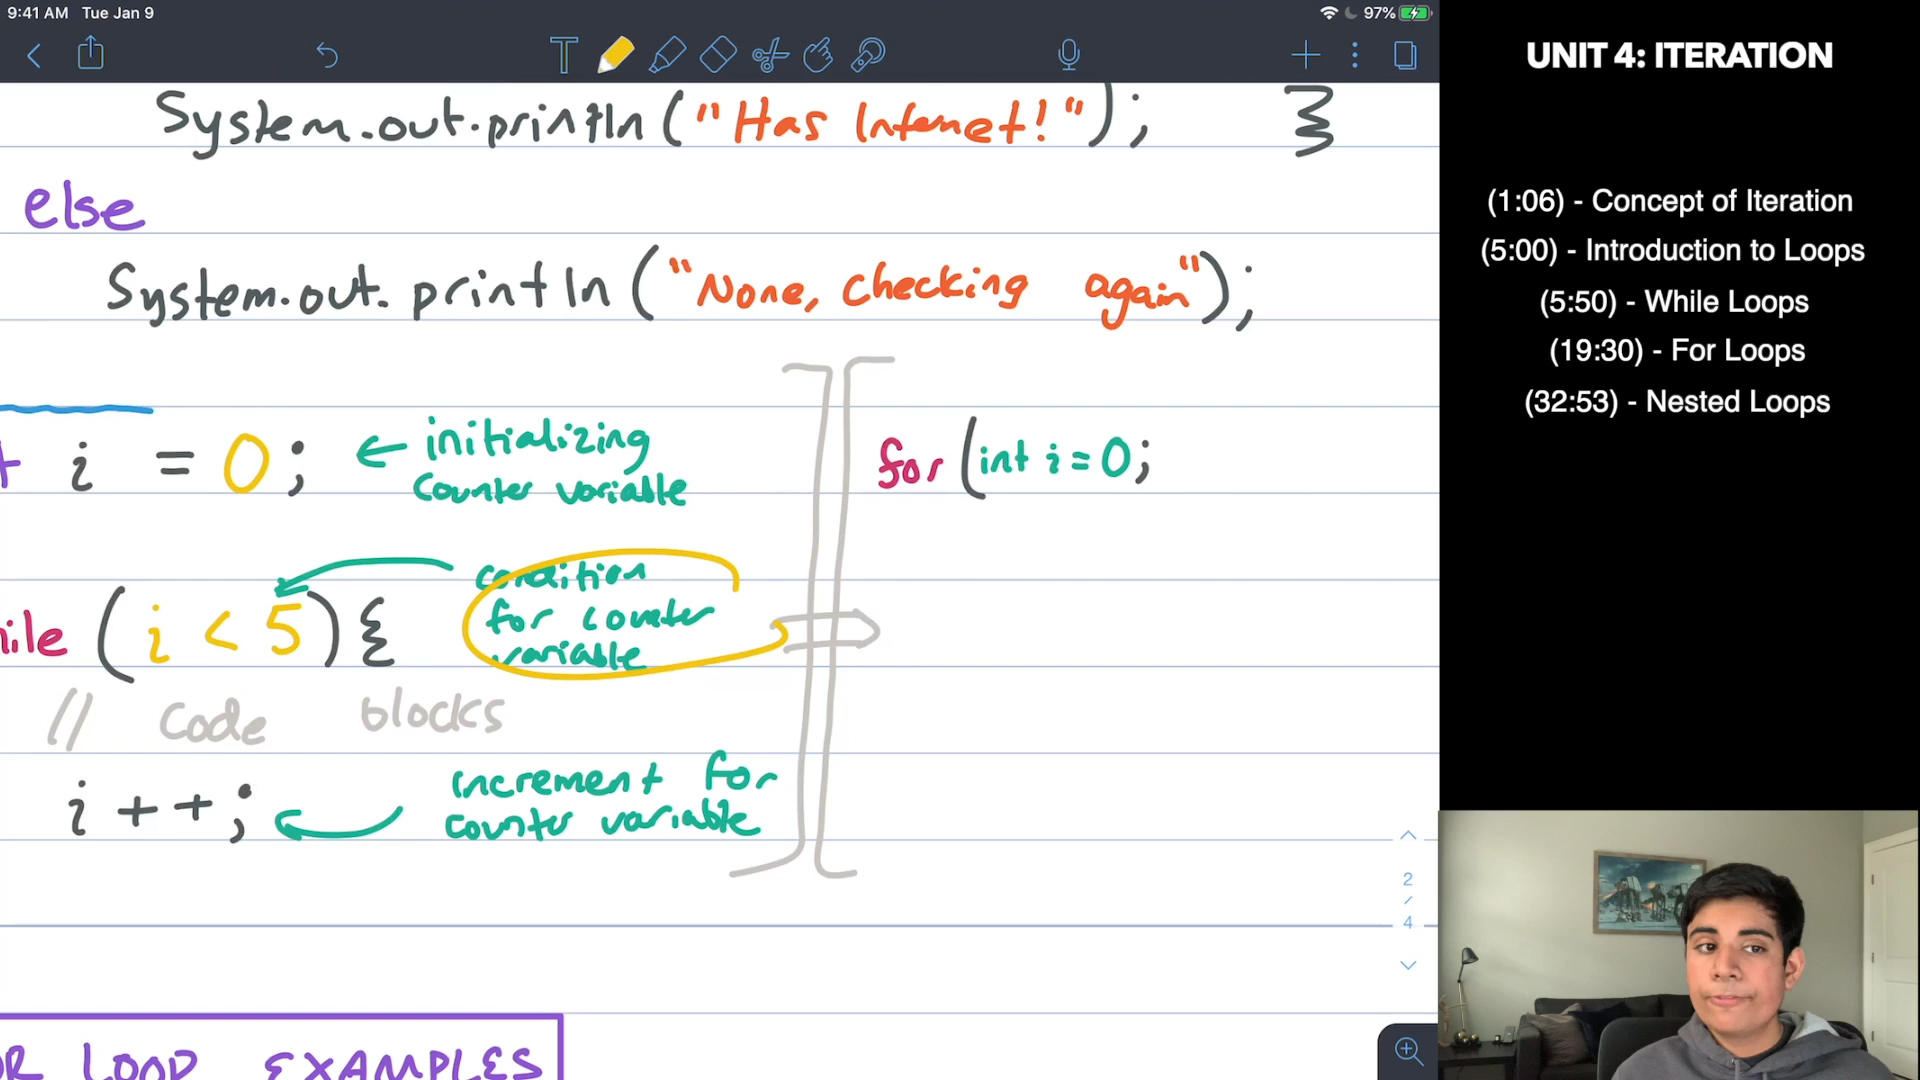 9:41 AM Tue Jan 9
97%
System.out.println ("Has Internet!"); }
else
System.out.println ("None, checking again");
i = 0; ← initializing
counter variable
for (int i = 0;
(i < 5) {
condition
for counter
variable
// code blocks
i ++;
increment for
counter variable
2
4
LOOP EXAMPLES
UNIT 4: ITERATION
(1:06) - Concept of Iteration
(5:00) - Introduction to Loops
(5:50) - While Loops
(19:30) - For Loops
(32:53) - Nested Loops